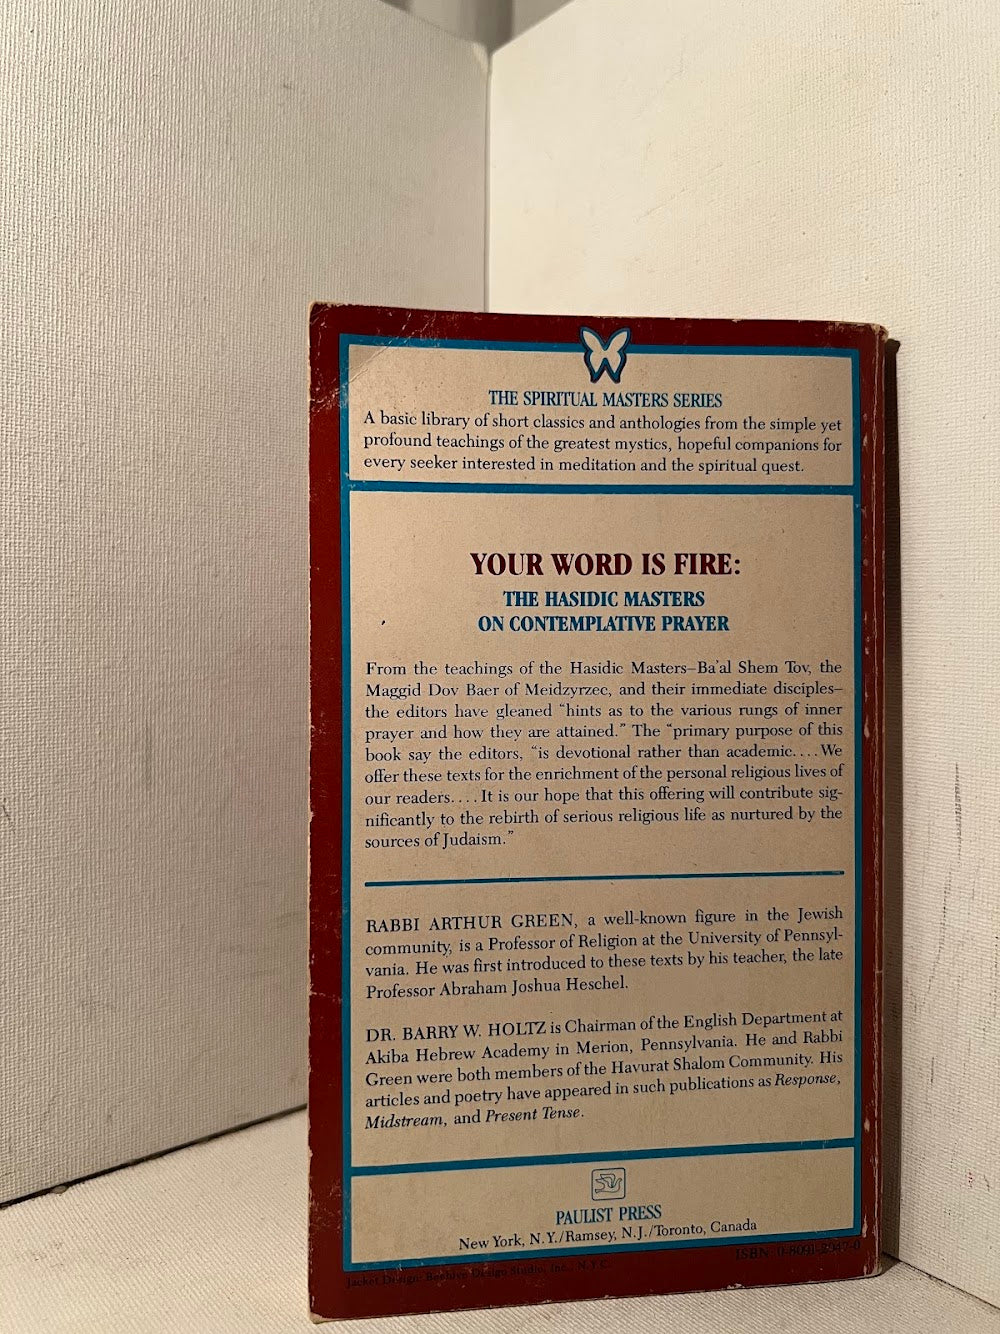 THE SPIRITUAL MASTERS SERIES
A basic library of short classics and anthologies from the simple yet
profound teachings of the greatest mystics, hopeful companions for
every seeker interested in meditation and the spiritual quest.
YOUR WORD IS FIRE:
THE HASIDIC MASTERS
ON CONTEMPLATIVE PRAYER
From the teachings of the Hasidic Masters–Ba'al Shem Tov, the
Maggid Dov Baer of Meidzyrzec, and their immediate disciples–
the editors have gleaned "hints as to the various rungs of inner
prayer and how they are attained." The "primary purpose of this
book say the editors, "is devotional rather than academic....We
offer these texts for the enrichment of the personal religious lives of
our readers....It is our hope that this offering will contribute sig-
nificantly to the rebirth of serious religious life as nurtured by the
sources of Judaism."
RABBI ARTHUR GREEN, a well-known figure in the Jewish
community, is a Professor of Religion at the University of Pennsyl-
vania. He was first introduced to these texts by his teacher, the late
Professor Abraham Joshua Heschel.
DR. BARRY W. HOLTZ is Chairman of the English Department at
Akiba Hebrew Academy in Merion, Pennsylvania. He and Rabbi
Green were both members of the Havurat Shalom Community. His
articles and poetry have appeared in such publications as Response,
Midstream, and Present Tense.
PAULIST PRESS
New York, N.Y./Ramsey, N.J./Toronto, Canada
ISBN: 0-8091-
Jacket Design: Beehive Design Studio, Inc., N.Y.C.